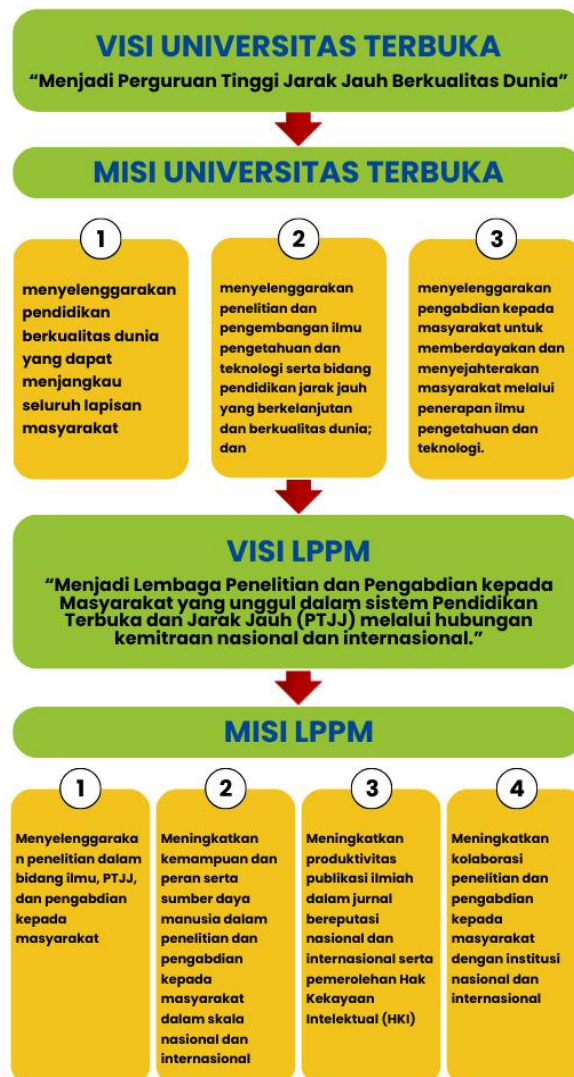 VISI UNIVERSITAS TERBUKA
“Menjadi Perguruan Tinggi Jarak Jauh Berkualitas Dunia”
MISI UNIVERSITAS TERBUKA
1
menyelenggarakan
pendidikan
berkualitas dunia
yang dapat
menjangkau
seluruh lapisan
masyarakat
2
menyelenggarakan
penelitian dan
pengembangan ilmu
pengetahuan dan
teknologi serta bidang
pendidikan jarak jauh
yang berkelanjutan
dan berkualitas dunia;
dan
3
menyelenggarakan
pengabdian kepada
masyarakat untuk
memberdayakan dan
menyejahterakan
masyarakat melalui
penerapan ilmu
pengetahuan dan
teknologi.
VISI LPPM
“Menjadi Lembaga Penelitian dan Pengabdian kepada
Masyarakat yang unggul dalam sistem Pendidikan
Terbuka dan Jarak Jauh (PTJJ) melalui hubungan
kemitraan nasional dan internasional.”
MISI LPPM
1
Menyelenggaraka
n penelitian dalam
bidang ilmu, PTJJ,
dan pengabdian
kepada
masyarakat
2
Meningkatkan
kemampuan dan
peran serta
sumber daya
manusia dalam
penelitian dan
pengabdian
kepada
masyarakat
dalam skala
nasional dan
internasional
3
Meningkatkan
produktivitas
publikasi ilmiah
dalam jurnal
bereputasi
nasional dan
internasional serta
pemerolehan Hak
Kekayaan
Intelektual (HKI)
4
Meningkatkan
kolaborasi
penelitian dan
pengabdian
kepada
masyarakat
dengan institusi
nasional dan
internasional